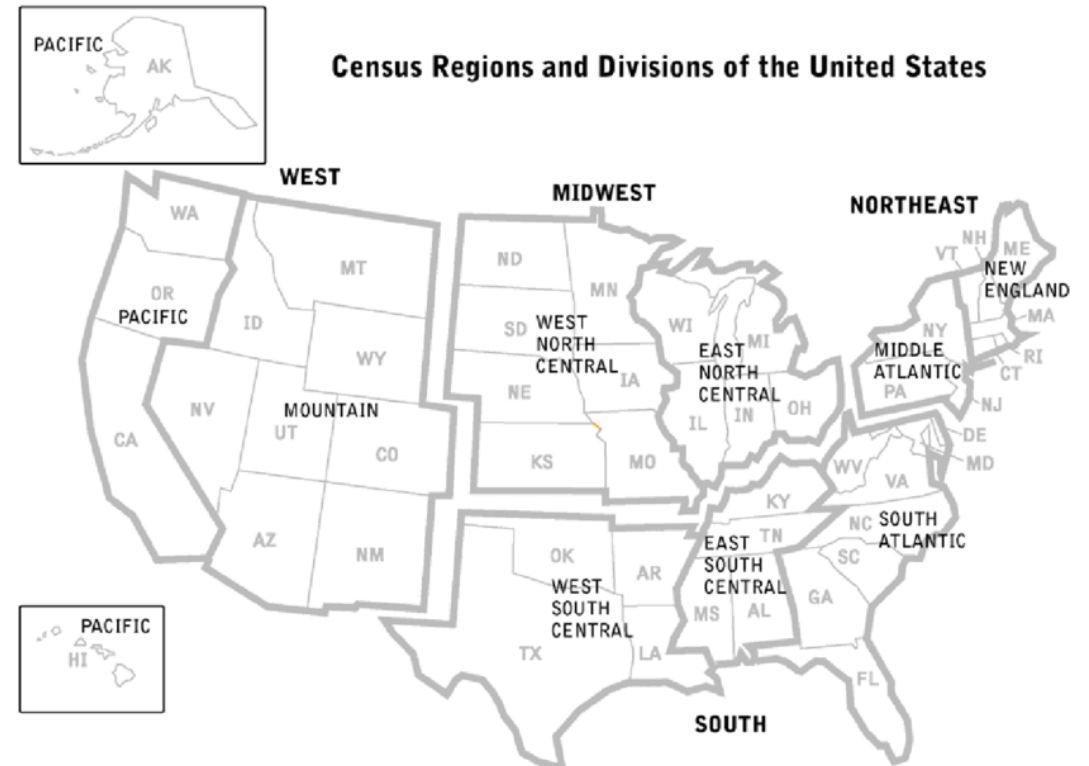 PACIFIC
AK
Census Regions and Divisions of the United States
WEST
MIDWEST
NORTHEAST
WA
MT
OR
PACIFIC
ID
WY
NV
MOUNTAIN
UT
CA
CO
AZ
NM
ND
MN
SD
WEST
NORTH
CENTRAL
NE
IA
KS
MO
WI
MI
EAST
NORTH
CENTRAL
IL
IN
OH
VT
NH
ME
NEW
ENGLAND
MA
NY
RI
CT
MIDDLE
ATLANTIC
PA
NJ
DE
MD
WV
VA
KY
NC
SOUTH
ATLANTIC
TN
SC
EAST
SOUTH
CENTRAL
GA
MS
AL
FL
OK
AR
WEST
SOUTH
CENTRAL
TX
LA
SOUTH
PACIFIC
HI